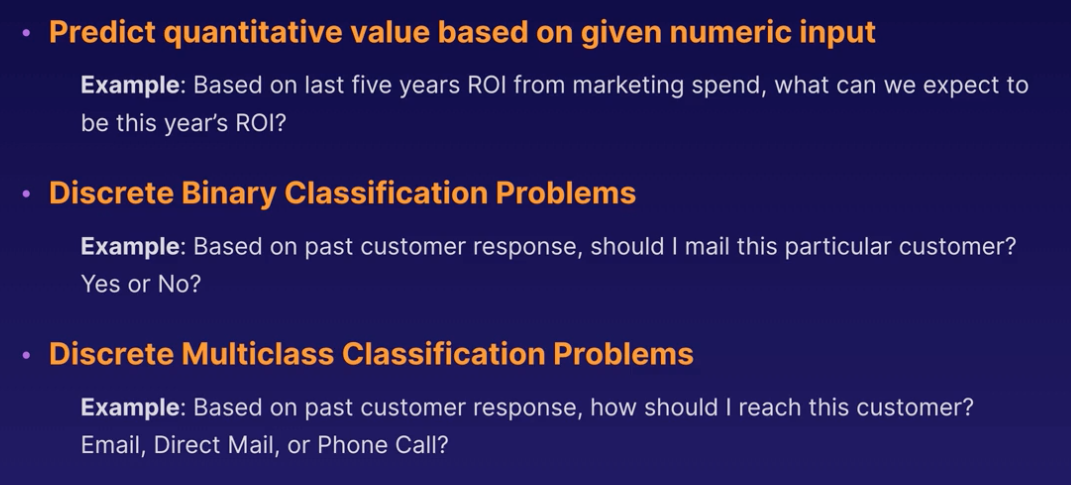 • Predict quantitative value based on given numeric input
Example: Based on last five years ROI from marketing spend, what can we expect to
be this year’s ROI?
• Discrete Binary Classification Problems
Example: Based on past customer response, should I mail this particular customer?
Yes or No?
• Discrete Multiclass Classification Problems
Example: Based on past customer response, how should I reach this customer?
Email, Direct Mail, or Phone Call?